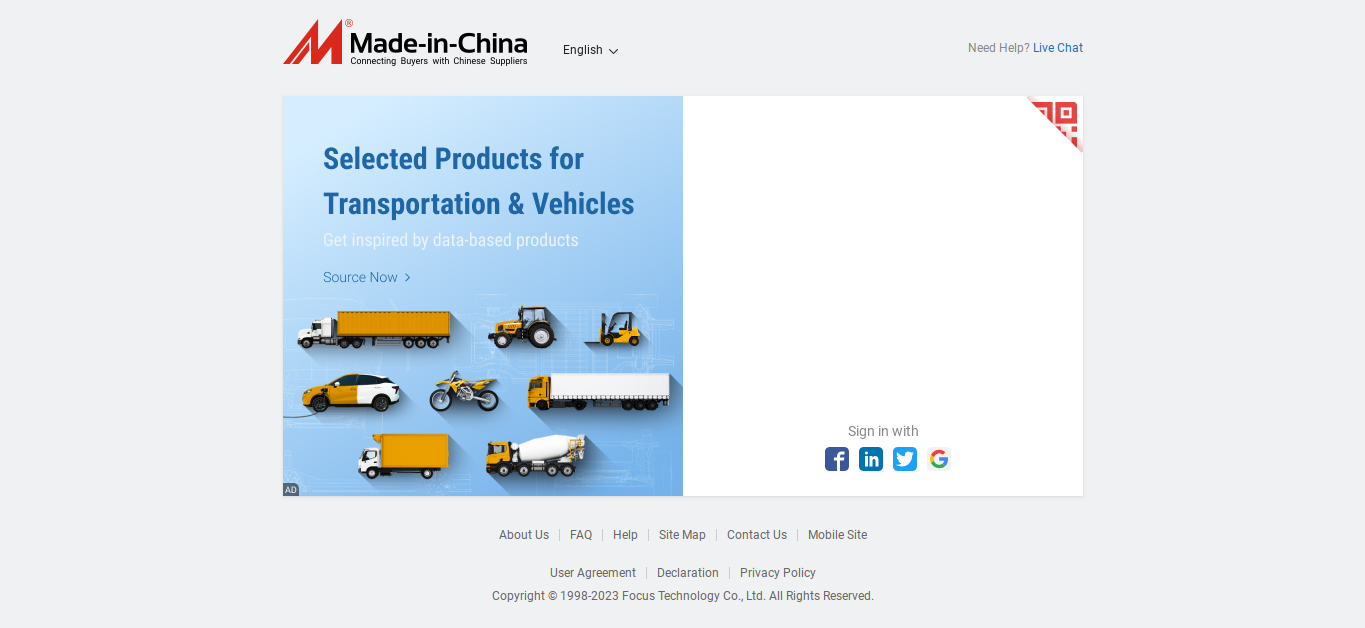 Made-in-China®
Connecting Buyers with Chinese Suppliers
English
Need Help? Live Chat
Selected Products for
Transportation & Vehicles
Get inspired by data-based products
Source Now
AD
Sign in with
About Us
FAQ
Help
Site Map
Contact Us
Mobile Site
User Agreement
Declaration
Privacy Policy
Copyright © 1998-2023 Focus Technology Co., Ltd. All Rights Reserved.